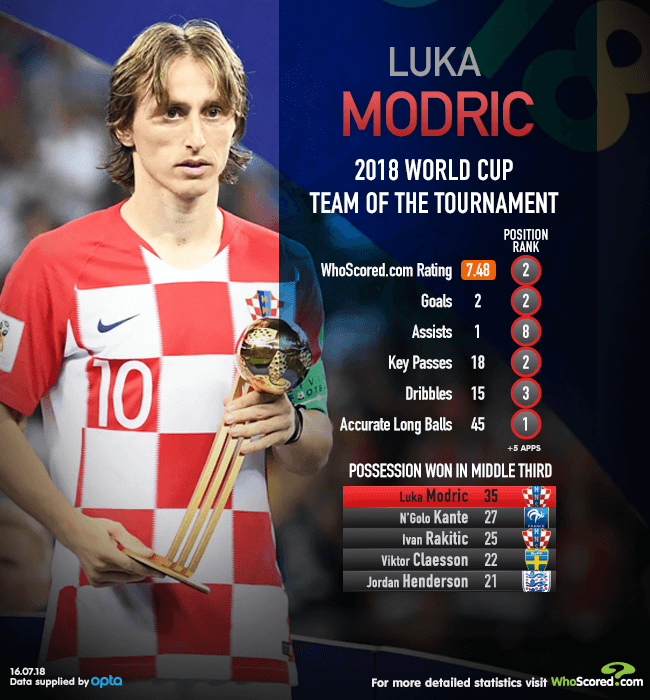 LUKA
MODRIC
2018 WORLD CUP
TEAM OF THE TOURNAMENT
POSITION
RANK
WhoScored.com Rating 7.48 2
Goals 2 2
Assists 1 8
Key Passes 18 2
Dribbles 15 3
Accurate Long Balls 45 1
+5 APPS
POSSESSION WON IN MIDDLE THIRD
Luka Modric 35
N'Golo Kante 27
Ivan Rakitic 25
Viktor Claesson 22
Jordan Henderson 21
10
16.07.18
Data supplied by opta
For more detailed statistics visit WhoScored.com